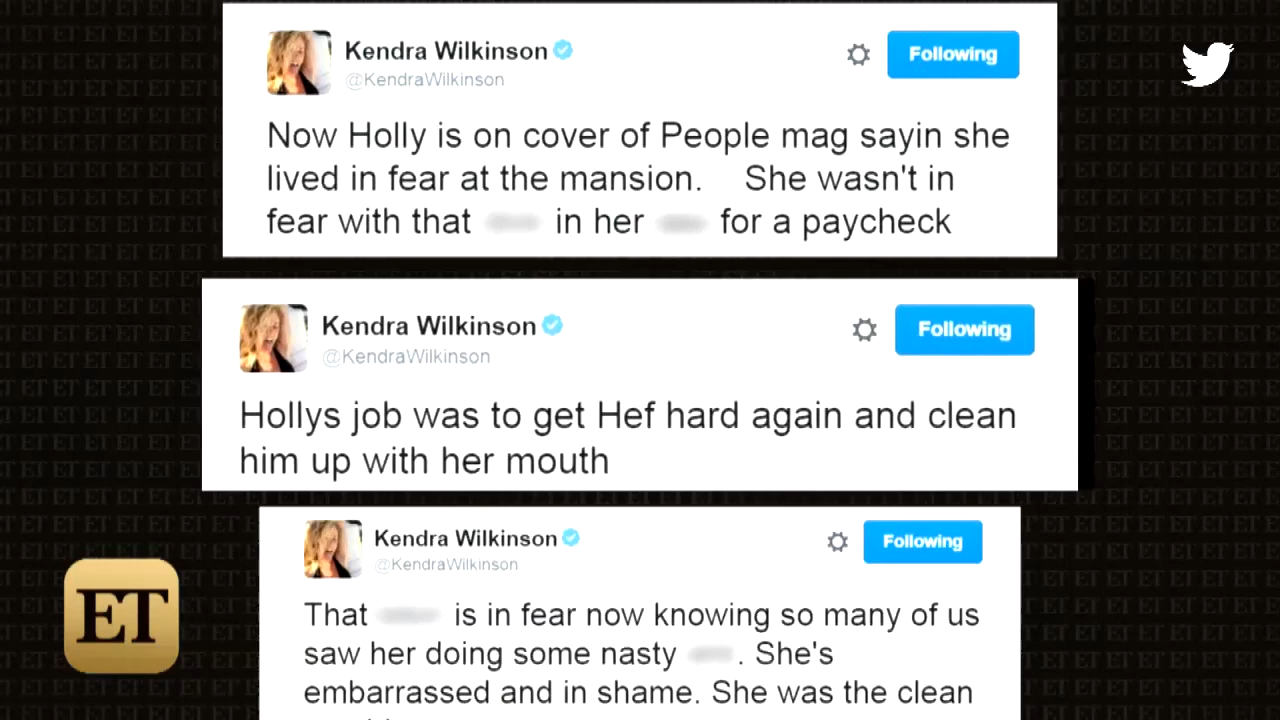 Kendra Wilkinson
@KendraWilkinson
Following
Now Holly is on cover of People mag sayin she
lived in fear at the mansion. She wasn't in
fear with that in her for a paycheck
Kendra Wilkinson
@KendraWilkinson
Following
Hollys job was to get Hef hard again and clean
him up with her mouth
Kendra Wilkinson
@KendraWilkinson
Following
That is in fear now knowing so many of us
saw her doing some nasty . She's
embarrassed and in shame. She was the clean
ET